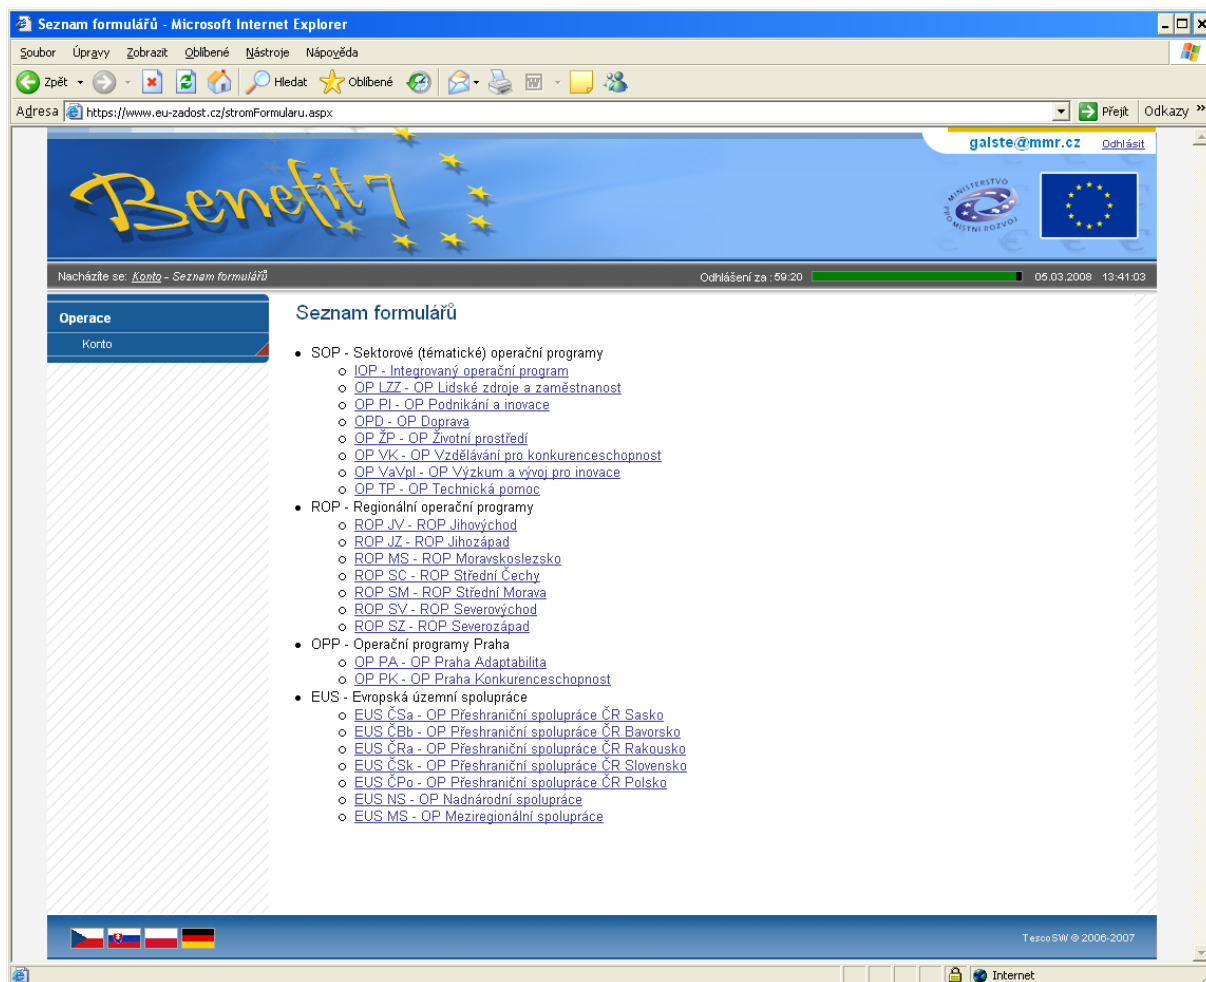 Seznam formulářů - Microsoft Internet Explorer
Soubor Úpravy Zobrazit Oblíbené Nástroje Nápověda
Zpět Hledat Oblíbené
Adresa https://www.eu-zadost.cz/stromFormularu.aspx Přejít Odkazy »
galste@mmr.cz Odhlásit
Benefit 7
MINISTERSTVO PRO MÍSTNÍ ROZVOJ
Nacházíte se: Konto - Seznam formulářů Odhlášení za : 59:20 05.03.2008 13:41:03
Operace
Konto
Seznam formulářů
SOP - Sektorové (tématické) operační programy
IOP - Integrovaný operační program
OP LZZ - OP Lidské zdroje a zaměstnanost
OP PI - OP Podnikání a inovace
OPD - OP Doprava
OP ŽP - OP Životní prostředí
OP VK - OP Vzdělávání pro konkurenceschopnost
OP VaVpI - OP Výzkum a vývoj pro inovace
OP TP - OP Technická pomoc
ROP - Regionální operační programy
ROP JV - ROP Jihovýchod
ROP JZ - ROP Jihozápad
ROP MS - ROP Moravskoslezsko
ROP SC - ROP Střední Čechy
ROP SM - ROP Střední Morava
ROP SV - ROP Severovýchod
ROP SZ - ROP Severozápad
OPP - Operační programy Praha
OP PA - OP Praha Adaptabilita
OP PK - OP Praha Konkurenceschopnost
EUS - Evropská územní spolupráce
EUS ČSa - OP Přeshraniční spolupráce ČR Sasko
EUS ČBb - OP Přeshraniční spolupráce ČR Bavorsko
EUS ČRa - OP Přeshraniční spolupráce ČR Rakousko
EUS ČSk - OP Přeshraniční spolupráce ČR Slovensko
EUS ČPo - OP Přeshraniční spolupráce ČR Polsko
EUS NS - OP Nadnárodní spolupráce
EUS MS - OP Meziregionální spolupráce
TescoSW © 2006-2007
Internet